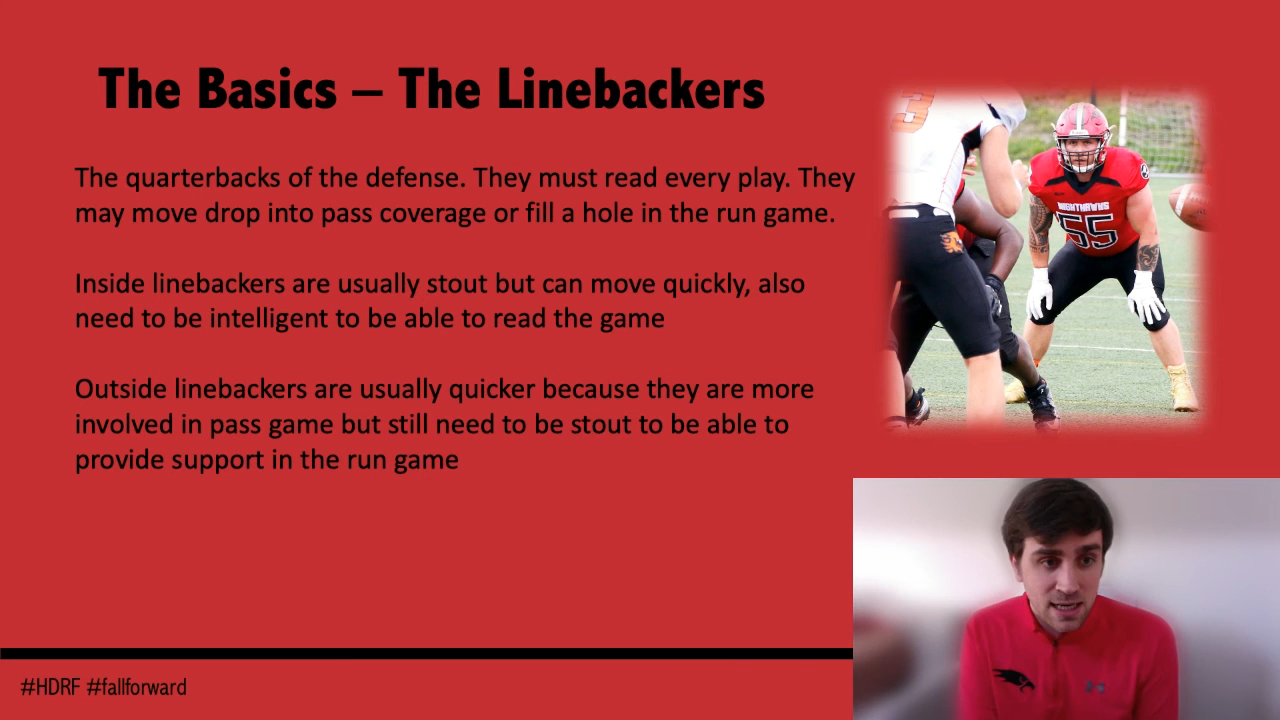 The Basics – The Linebackers
The quarterbacks of the defense. They must read every play. They
may move drop into pass coverage or fill a hole in the run game.
Inside linebackers are usually stout but can move quickly, also
need to be intelligent to be able to read the game
Outside linebackers are usually quicker because they are more
involved in pass game but still need to be stout to be able to
provide support in the run game
3
NIGHTHAWKS
55
#HDRF #fallforward